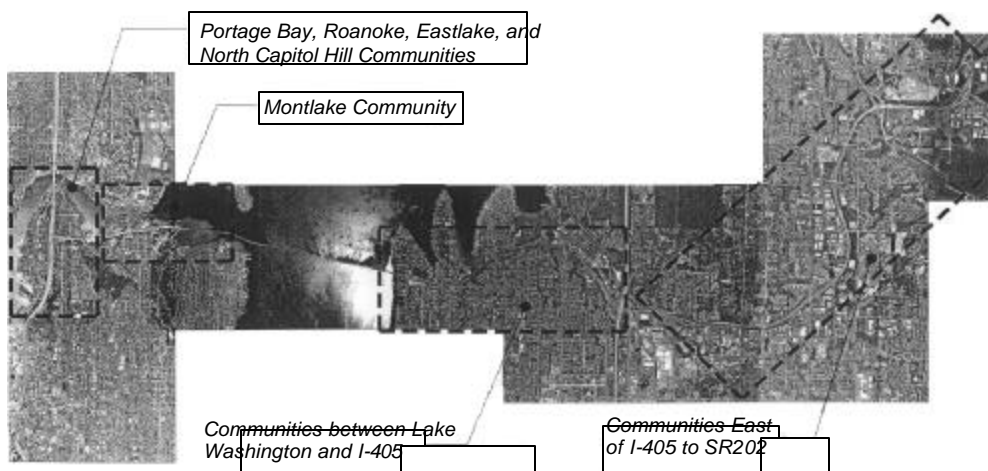 Portage Bay, Roanoke, Eastlake, and
North Capitol Hill Communities
Montlake Community
Communities between Lake
Washington and I-405
Communities East
of I-405 to SR202